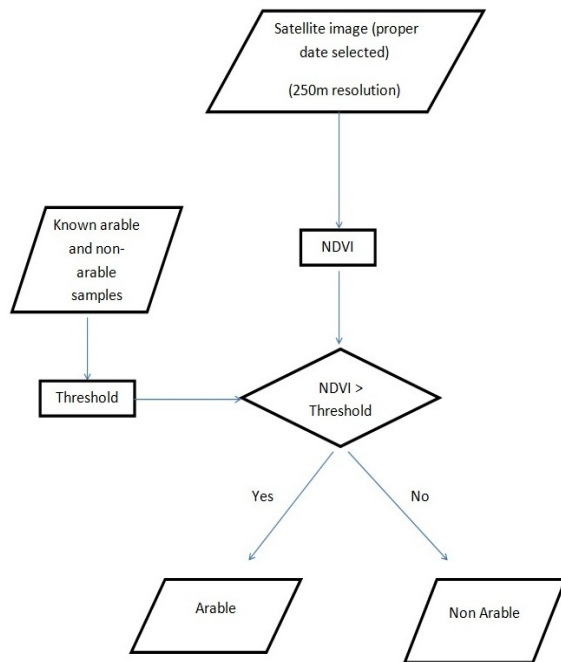 Satellite image (proper
date selected)
(250m resolution)
Known arable
and non-
arable
samples
NDVI
Threshold
NDVI >
Threshold
Yes
No
Arable
Non Arable